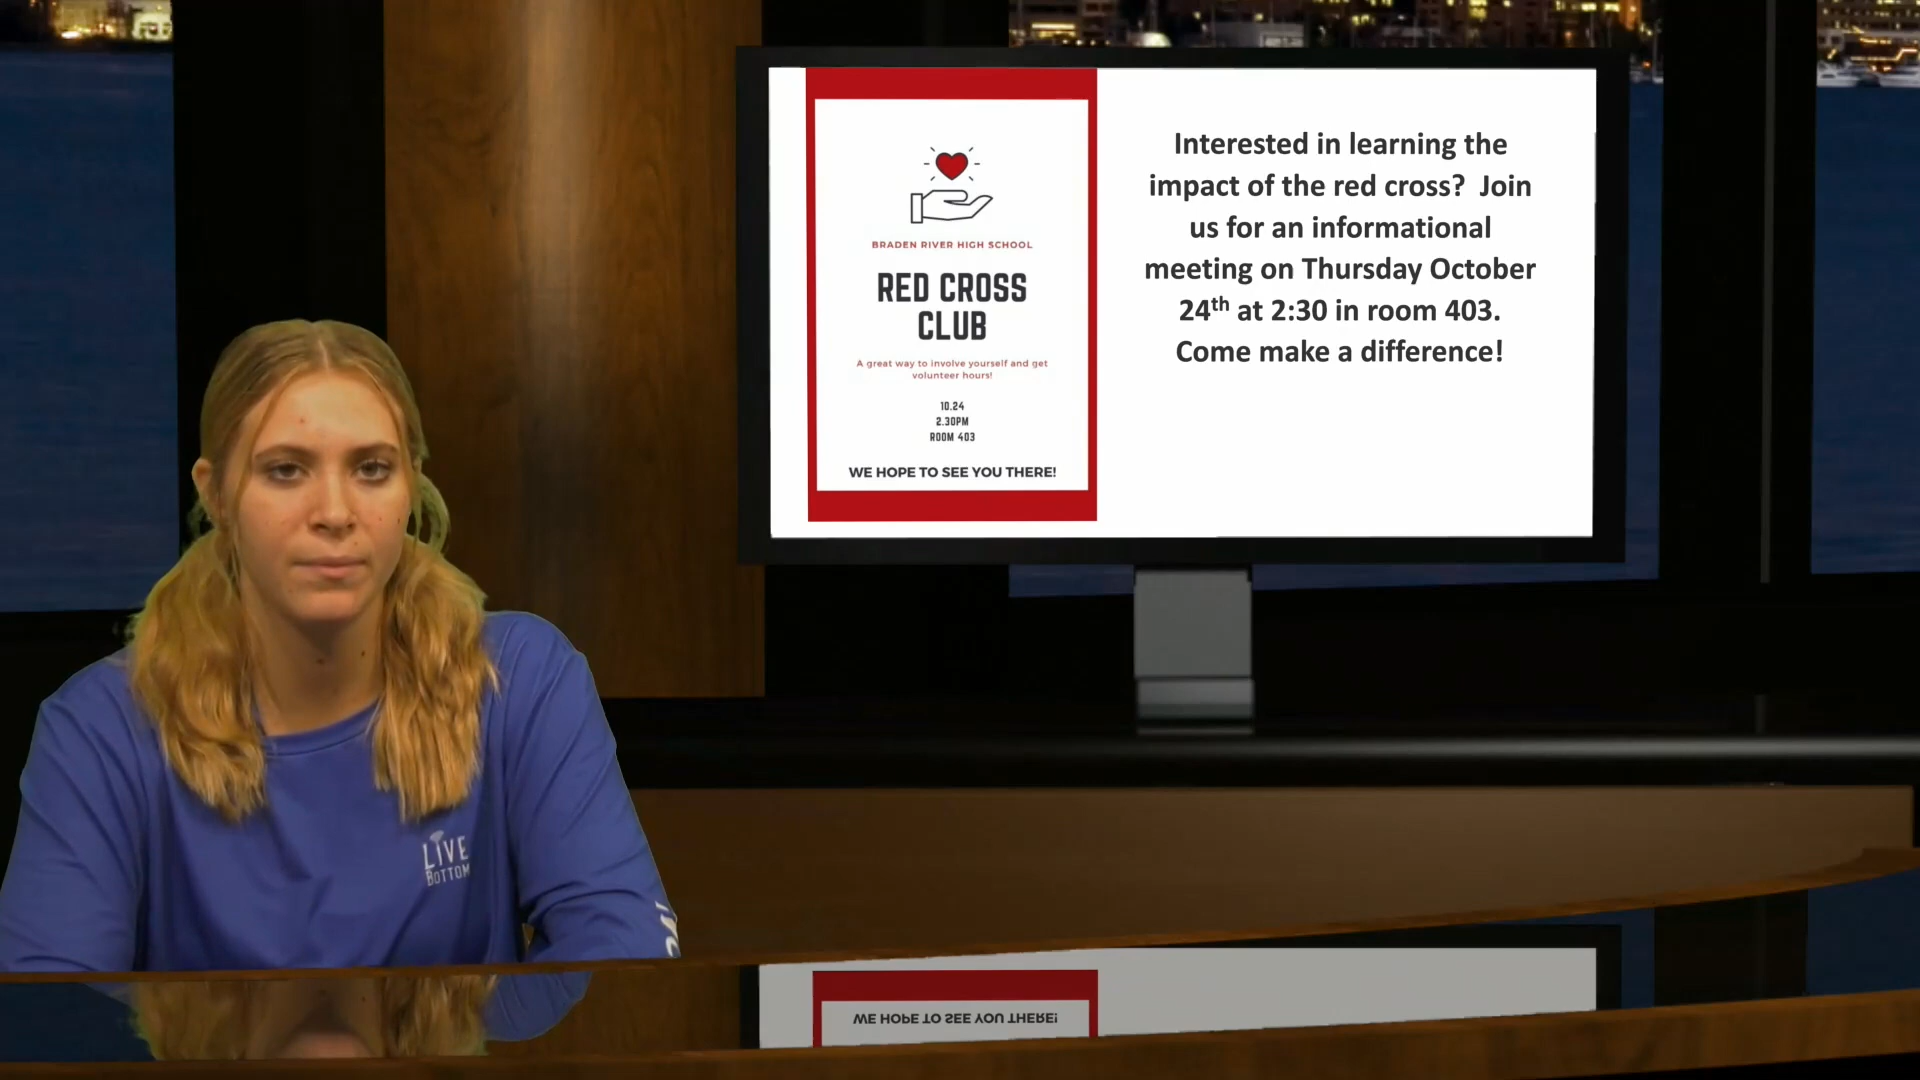 BRADEN RIVER HIGH SCHOOL
RED CROSS
CLUB
A great way to involve yourself and get
volunteer hours!
10.24
2.30PM
ROOM 403
WE HOPE TO SEE YOU THERE!
Interested in learning the
impact of the red cross? Join
us for an informational
meeting on Thursday October
24th at 2:30 in room 403.
Come make a difference!
LIVE
BOTTOM
WE HOPE TO SEE YOU THERE!